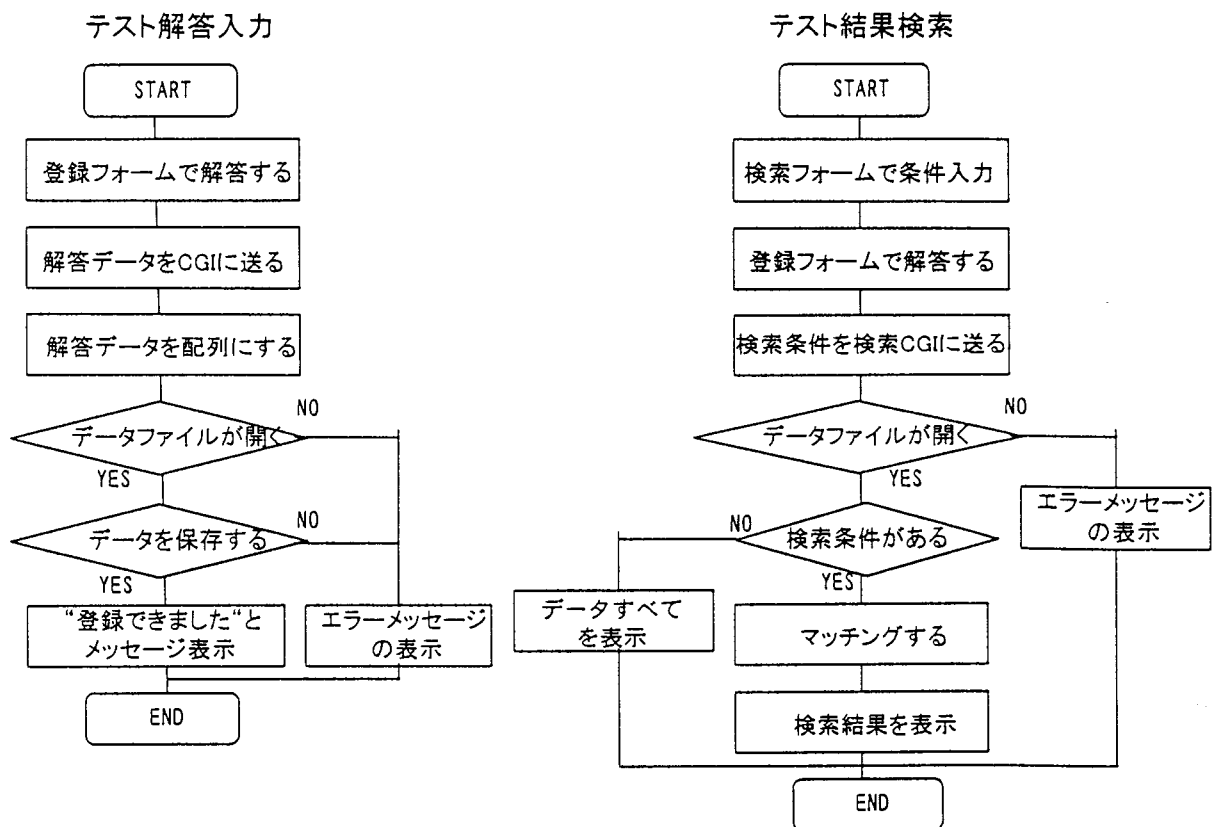 テスト解答入力
START
登録フォームで解答する
解答データをCGIに送る
解答データを配列にする
データファイルが開く
NO
YES
データを保存する
NO
YES
“登録できました“と
メッセージ表示
エラーメッセージ
の表示
END
テスト結果検索
START
検索フォームで条件入力
登録フォームで解答する
検索条件を検索CGIに送る
データファイルが開く
NO
YES
エラーメッセージ
の表示
検索条件がある
NO
YES
データすべて
を表示
マッチングする
検索結果を表示
END